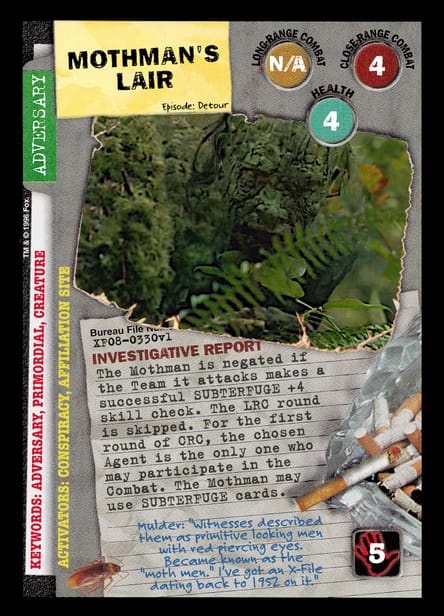 MOTHMAN'S
LAIR
Episode: Detour
LONG-RANGE COMBAT
N/A
CLOSE-RANGE COMBAT
4
HEALTH
4
ADVERSARY
TM & © 1996 Fox.
KEYWORDS: ADVERSARY, PRIMORDIAL, CREATURE
ACTIVATORS: CONSPIRACY, AFFILIATION SITE
Bureau File
XF08-0330v1
INVESTIGATIVE REPORT
The Mothman is negated if
the Team it attacks makes a
successful SUBTERFUGE +4
skill check. The LRC round
is skipped. For the first
round of CRC, the chosen
Agent is the only one who
may participate in the
Combat. The Mothman may
use SUBTERFUGE cards.
Mulder: "Witnesses described
them as primitive looking men
with red piercing eyes.
Became known as the
"moth men." I've got an X-File
dating back to 1952 on it."
5